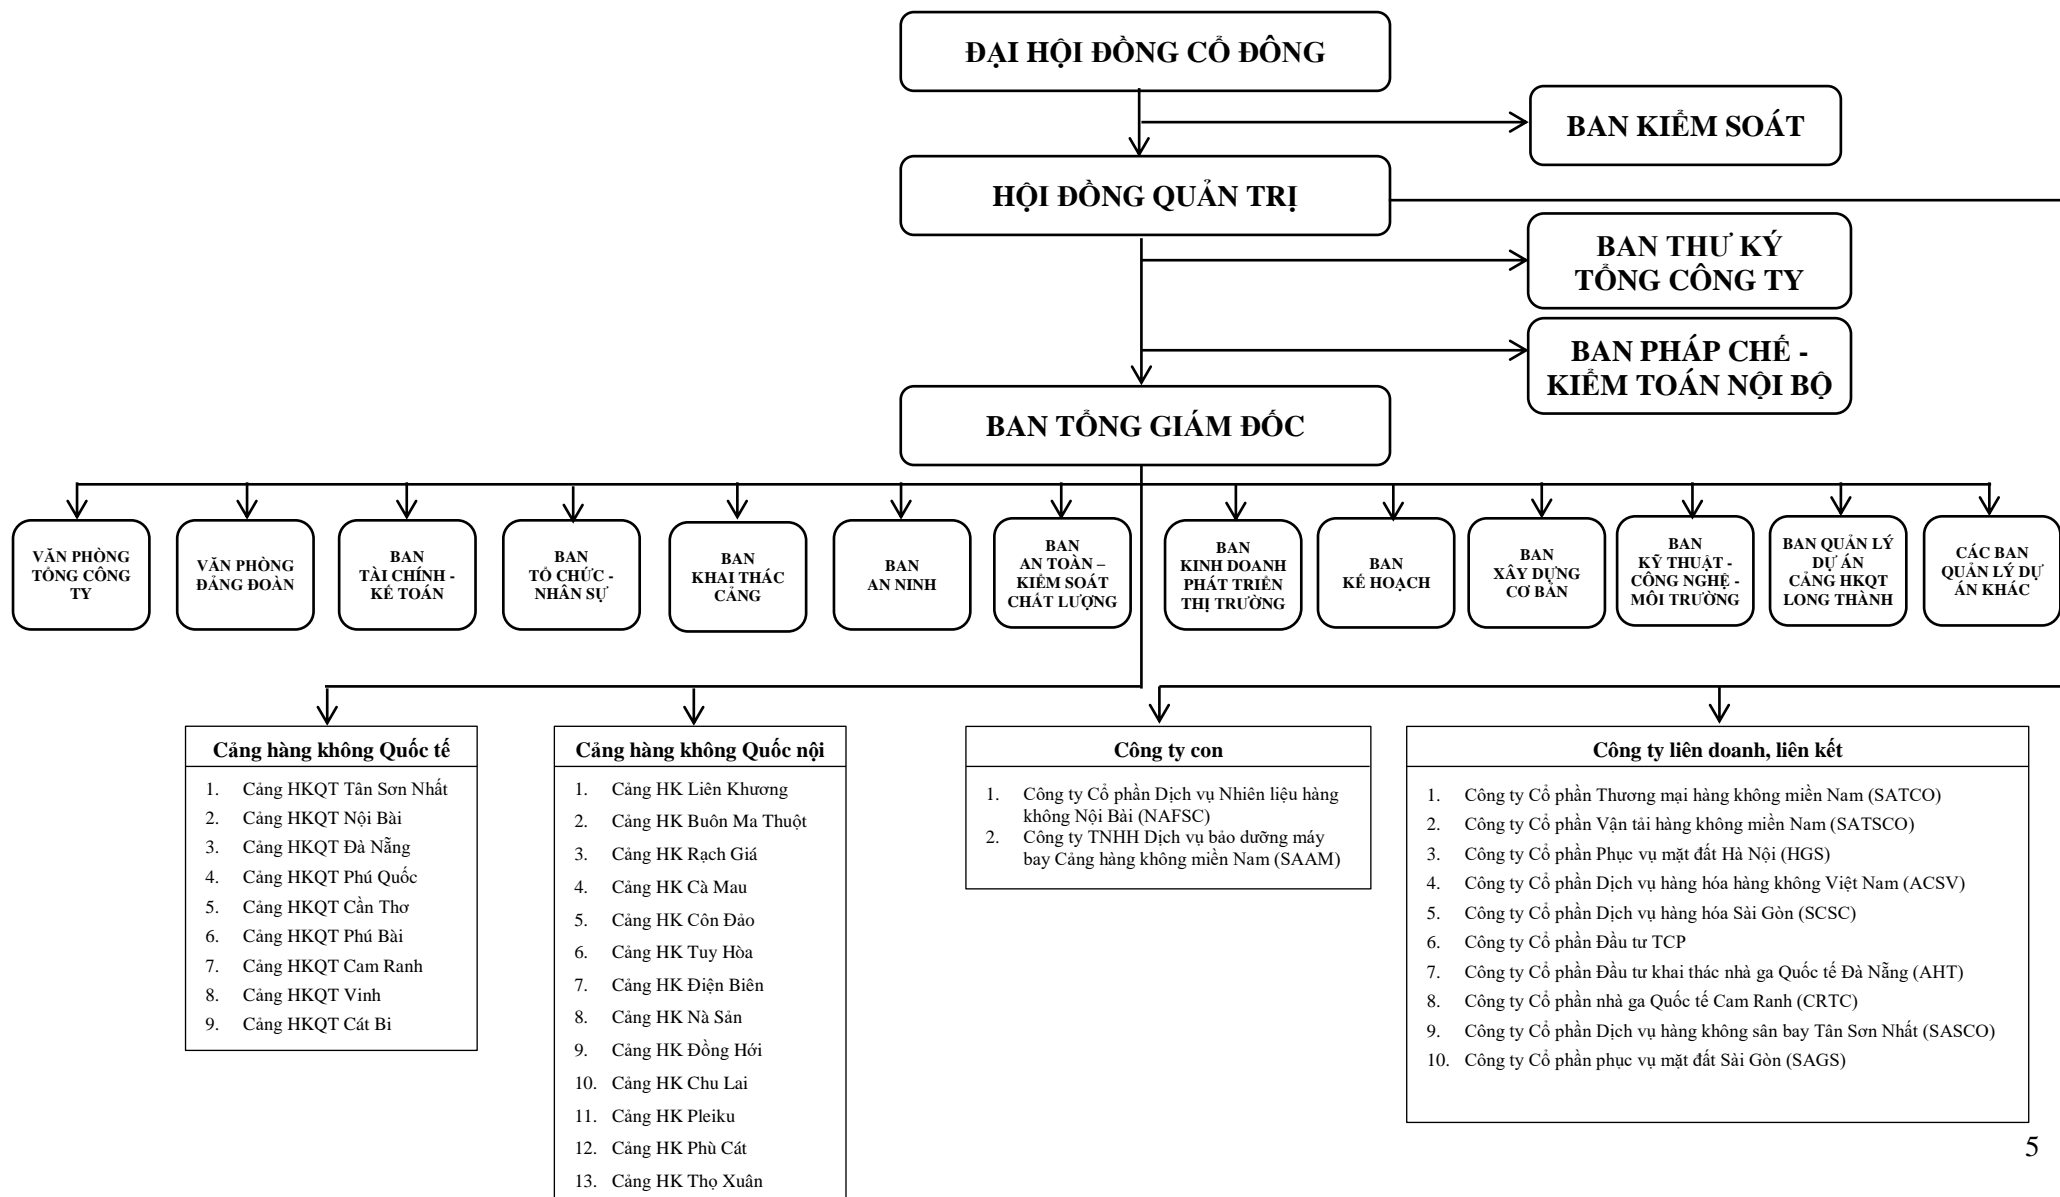 ĐẠI HỘI ĐỒNG CỔ ĐÔNG
BAN KIỂM SOÁT
HỘI ĐỒNG QUẢN TRỊ
BAN THƯ KÝ
TỔNG CÔNG TY
BAN PHÁP CHẾ -
KIỂM TOÁN NỘI BỘ
BAN TỔNG GIÁM ĐỐC
VĂN PHÒNG
TỔNG CÔNG
TY
VĂN PHÒNG
ĐẢNG ĐOÀN
BAN
TÀI CHÍNH -
KẾ TOÁN
BAN
TỔ CHỨC -
NHÂN SỰ
BAN
KHAI THÁC
CẢNG
BAN
AN NINH
BAN
AN TOÀN –
KIỂM SOÁT
CHẤT LƯỢNG
BAN
KINH DOANH
PHÁT TRIỂN
THỊ TRƯỜNG
BAN
KẾ HOẠCH
BAN
XÂY DỰNG
CƠ BẢN
BAN
KỸ THUẬT -
CÔNG NGHỆ -
MÔI TRƯỜNG
BAN QUẢN LÝ
DỰ ÁN
CẢNG HKQT
LONG THÀNH
CÁC BAN
QUẢN LÝ DỰ
ÁN KHÁC
Cảng hàng không Quốc tế
1. Cảng HKQT Tân Sơn Nhất
2. Cảng HKQT Nội Bài
3. Cảng HKQT Đà Nẵng
4. Cảng HKQT Phú Quốc
5. Cảng HKQT Cần Thơ
6. Cảng HKQT Phú Bài
7. Cảng HKQT Cam Ranh
8. Cảng HKQT Vinh
9. Cảng HKQT Cát Bi
Cảng hàng không Quốc nội
1. Cảng HK Liên Khương
2. Cảng HK Buôn Ma Thuột
3. Cảng HK Rạch Giá
4. Cảng HK Cà Mau
5. Cảng HK Côn Đảo
6. Cảng HK Tuy Hòa
7. Cảng HK Điện Biên
8. Cảng HK Nà Sản
9. Cảng HK Đồng Hới
10. Cảng HK Chu Lai
11. Cảng HK Pleiku
12. Cảng HK Phù Cát
13. Cảng HK Thọ Xuân
Công ty con
1. Công ty Cổ phần Dịch vụ Nhiên liệu hàng
không Nội Bài (NAFSC)
2. Công ty TNHH Dịch vụ bảo dưỡng máy
bay Cảng hàng không miền Nam (SAAM)
Công ty liên doanh, liên kết
1. Công ty Cổ phần Thương mại hàng không miền Nam (SATCO)
2. Công ty Cổ phần Vận tải hàng không miền Nam (SATSCO)
3. Công ty Cổ phần Phục vụ mặt đất Hà Nội (HGS)
4. Công ty Cổ phần Dịch vụ hàng hóa hàng không Việt Nam (ACSV)
5. Công ty Cổ phần Dịch vụ hàng hóa Sài Gòn (SCSC)
6. Công ty Cổ phần Đầu tư TCP
7. Công ty Cổ phần Đầu tư khai thác nhà ga Quốc tế Đà Nẵng (AHT)
8. Công ty Cổ phần nhà ga Quốc tế Cam Ranh (CRTC)
9. Công ty Cổ phần Dịch vụ hàng không sân bay Tân Sơn Nhất (SASCO)
10. Công ty Cổ phần phục vụ mặt đất Sài Gòn (SAGS)
5